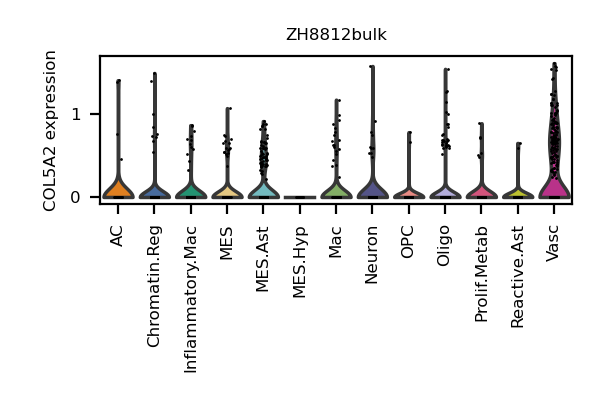 ZH8812bulk
COL5A2 expression
1
0
AC
Chromatin.Reg
Inflammatory.Mac
MES
MES.Ast
MES.Hyp
Mac
Neuron
OPC
Oligo
Prolif.Metab
Reactive.Ast
Vasc